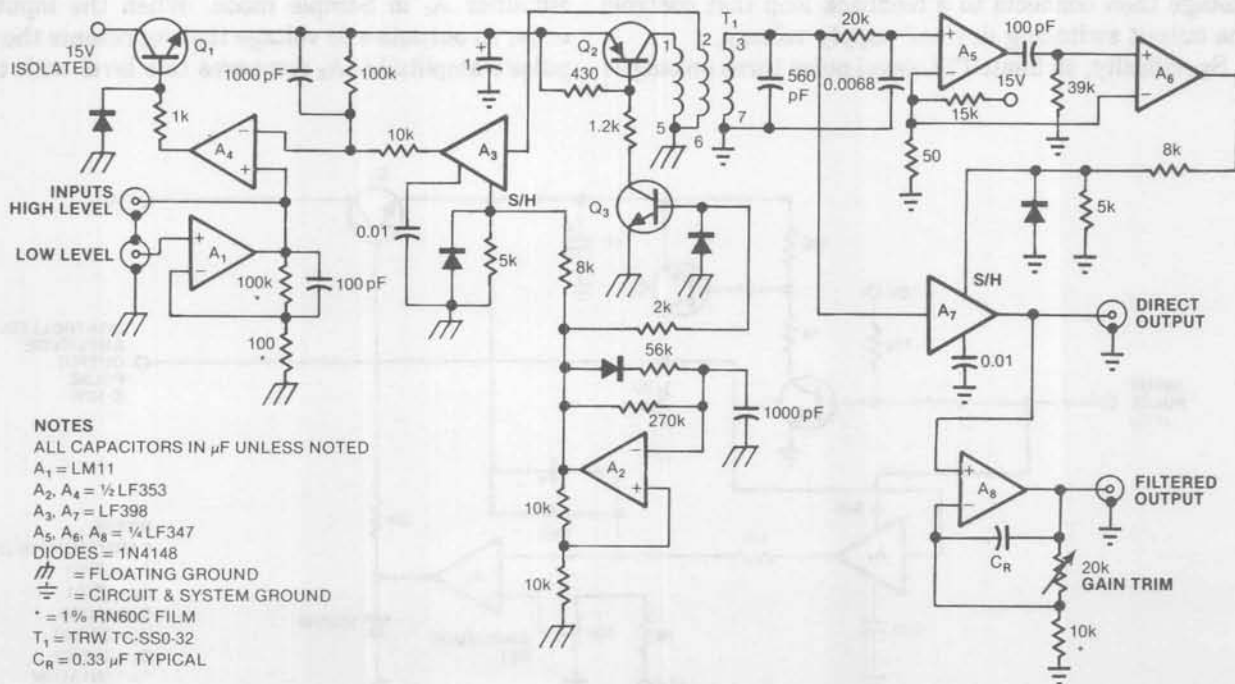 15V
ISOLATED
Q1
1000 pF
100k
1
+
Q2
430
1
2
T1
3
5
6
7
560
pF
20k
0.0068
A5
+
−
100 pF
39k
15V
15k
50
A6
+
−
8k
5k
1k
A4
−
+
10k
A3
0.01
S/H
5k
8k
1.2k
Q3
2k
INPUTS
HIGH LEVEL
LOW LEVEL
A1
+
−
100k
*
100 pF
100
*
56k
270k
1000 pF
A2
−
+
10k
10k
A7
S/H
0.01
DIRECT
OUTPUT
A8
+
−
FILTERED
OUTPUT
CR
20k
GAIN TRIM
10k
*
NOTES
ALL CAPACITORS IN µF UNLESS NOTED
A1 = LM11
A2, A4 = ½ LF353
A3, A7 = LF398
A5, A6, A8 = ¼ LF347
DIODES = 1N4148
= FLOATING GROUND
= CIRCUIT & SYSTEM GROUND
* = 1% RN60C FILM
T1 = TRW TC-SS0-32
CR = 0.33 µF TYPICAL